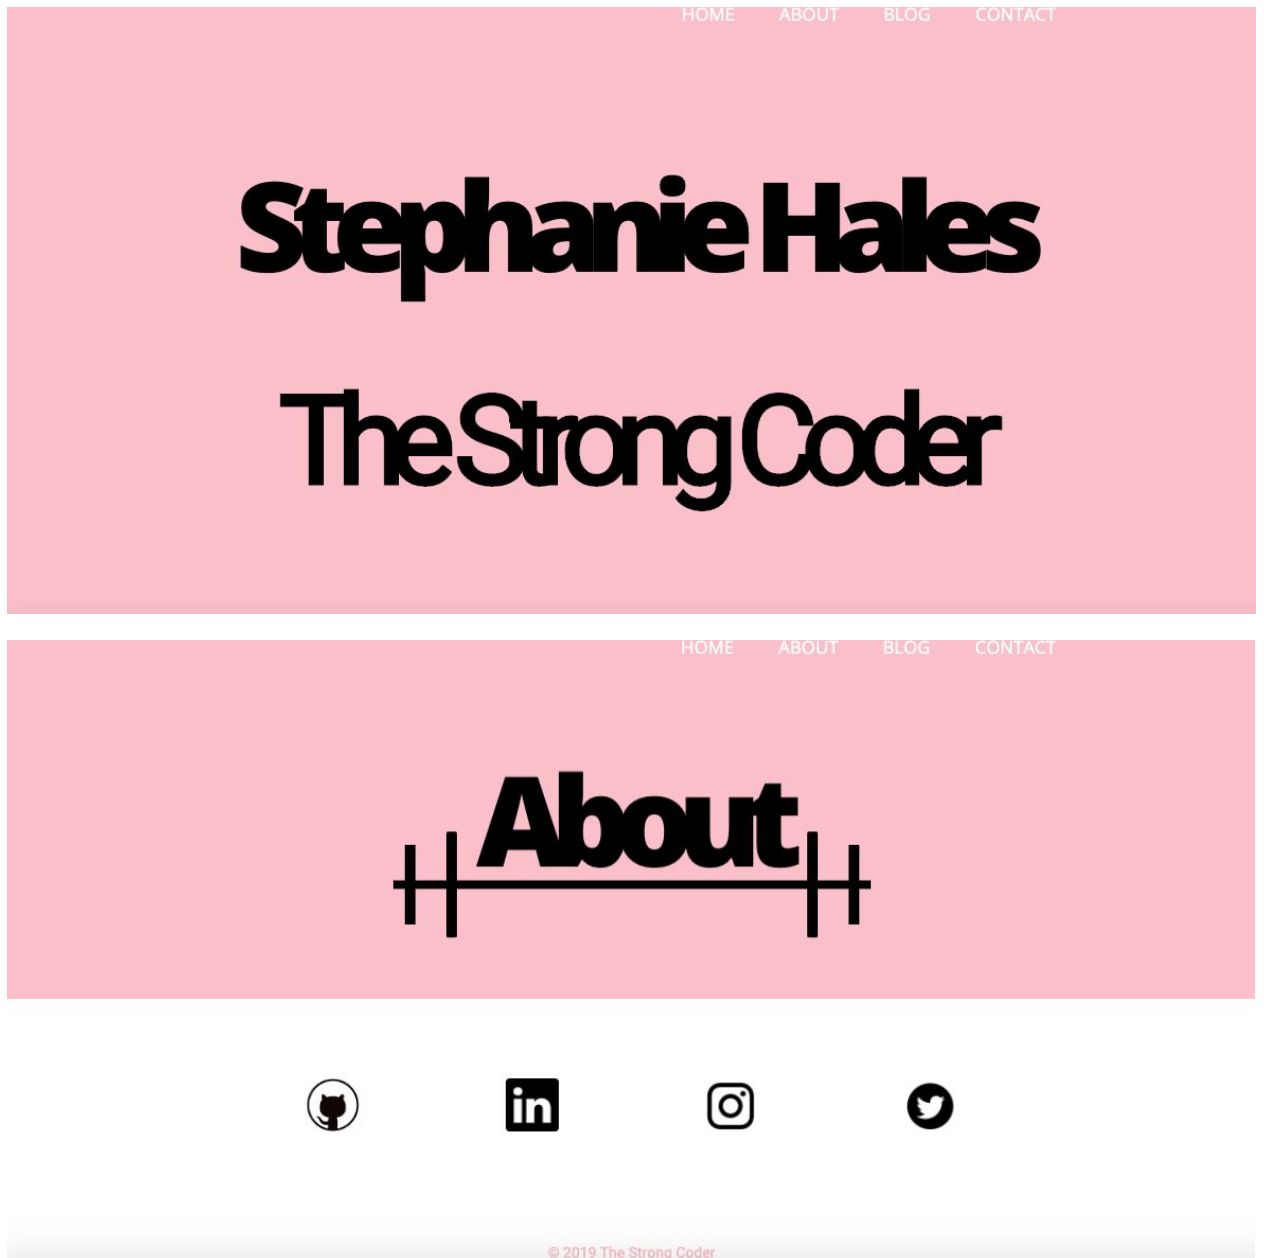 HOME ABOUT BLOG CONTACT
Stephanie Hales
The Strong Coder
HOME ABOUT BLOG CONTACT
About
in
© 2019 The Strong Coder